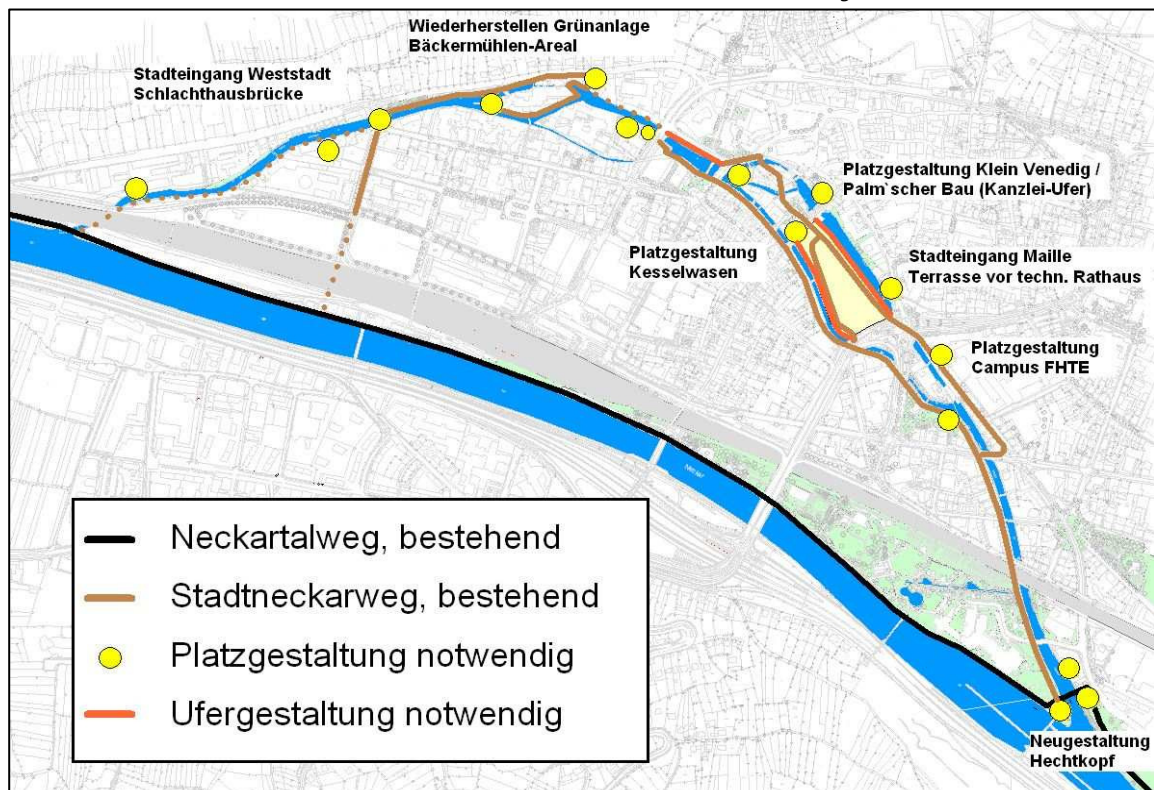 Wiederherstellen Grünanlage
Bäckermühlen-Areal
Stadteingang Weststadt
Schlachthausbrücke
Platzgestaltung Klein Venedig /
Palm`scher Bau (Kanzlei-Ufer)
Platzgestaltung
Kesselwasen
Stadteingang Maille
Terrasse vor techn. Rathaus
Platzgestaltung
Campus FHTE
Neckartalweg, bestehend
Stadtneckarweg, bestehend
Platzgestaltung notwendig
Ufergestaltung notwendig
Neugestaltung
Hechtkopf